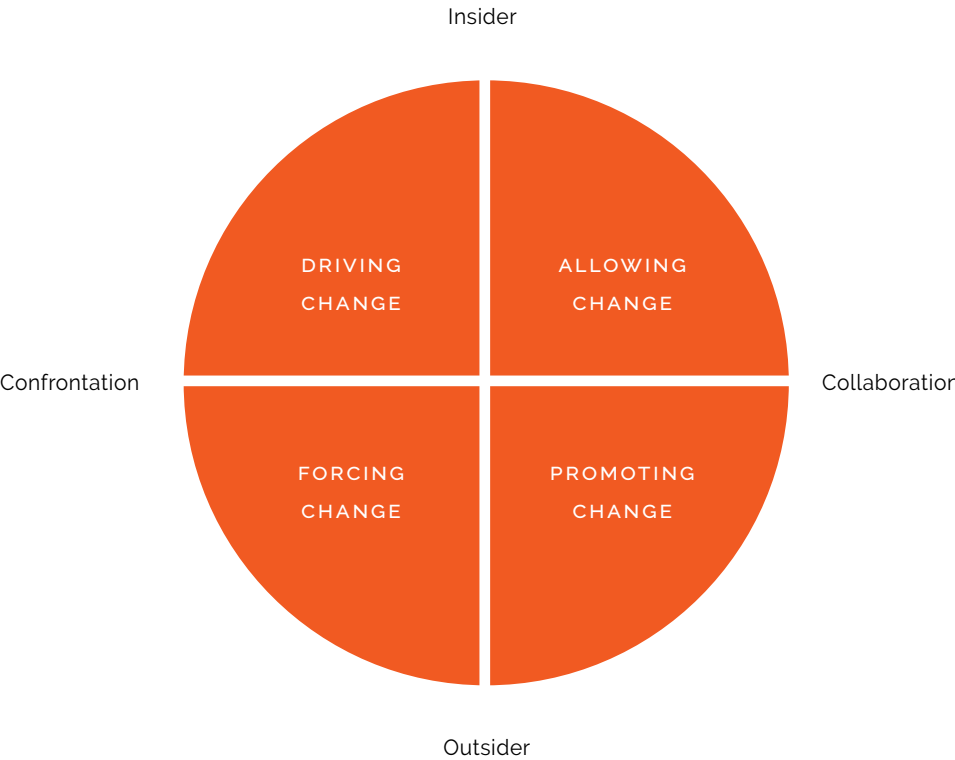 Insider
DRIVING
CHANGE
ALLOWING
CHANGE
Confrontation
Collaboration
FORCING
CHANGE
PROMOTING
CHANGE
Outsider